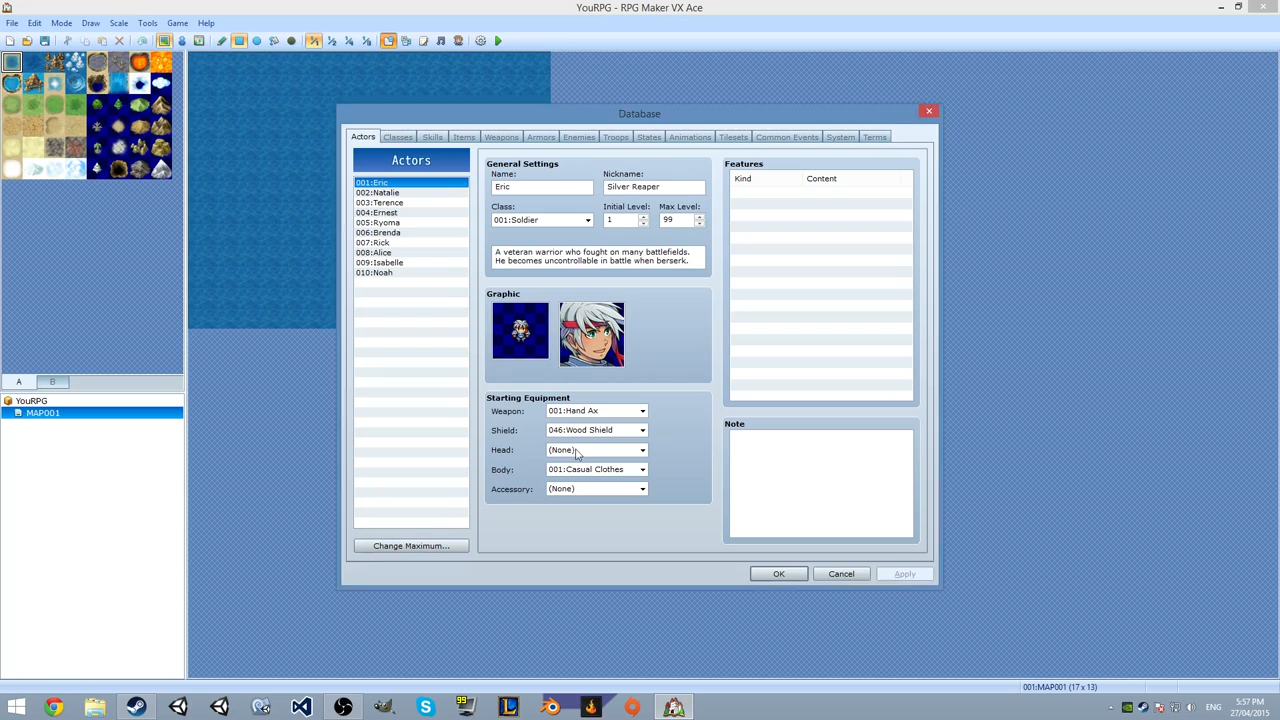 YouRPG - RPG Maker VX Ace
File Edit Mode Draw Scale Tools Game Help
Database
Actors Classes Skills Items Weapons Armors Enemies Troops States Animations Tilesets Common Events System Terms
Actors
001:Eric
002:Natalie
003:Terence
004:Ernest
005:Ryoma
006:Brenda
007:Rick
008:Alice
009:Isabelle
010:Noah
Change Maximum...
General Settings
Name: Nickname:
Eric Silver Reaper
Class: Initial Level: Max Level:
001:Soldier 1 99
A veteran warrior who fought on many battlefields.
He becomes uncontrollable in battle when berserk.
Graphic
Starting Equipment
Weapon: 001:Hand Ax
Shield: 046:Wood Shield
Head: (None)
Body: 001:Casual Clothes
Accessory: (None)
Features
Kind Content
Note
OK Cancel Apply
A B
YouRPG
MAP001
001:MAP001 (17 x 13)
99
ENG
5:57 PM
27/04/2015